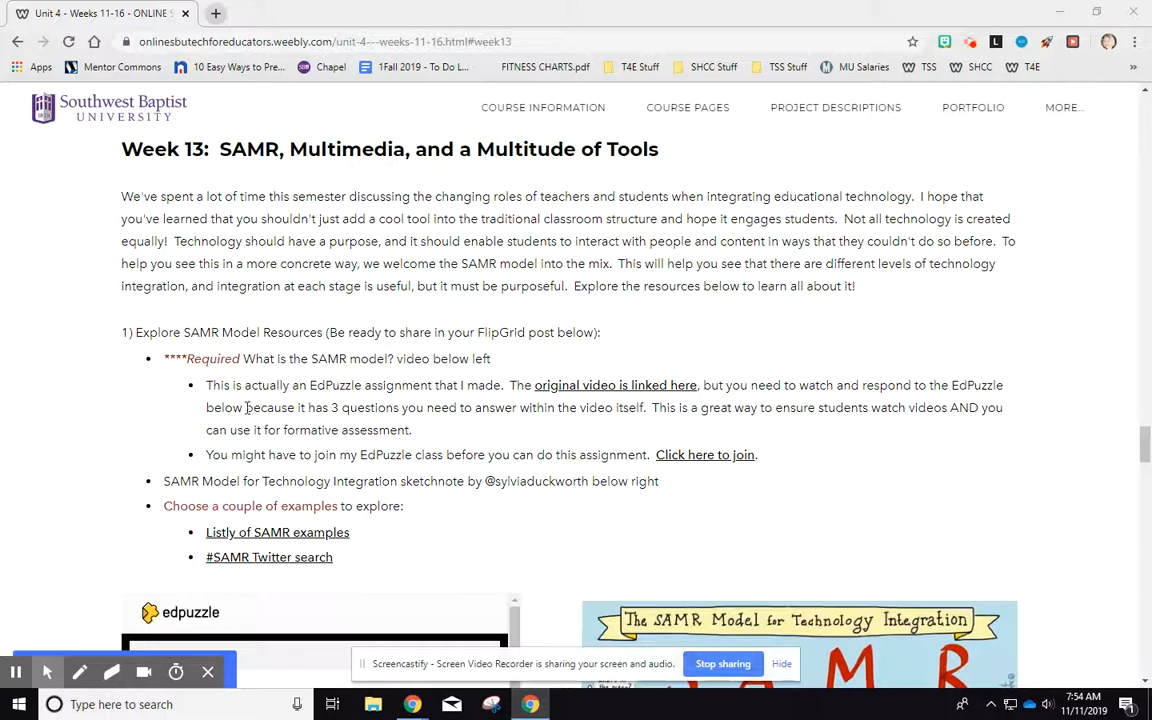 Unit 4 - Weeks 11-16 - ONLINE S
onlinesbutechforeducators.weebly.com/unit-4---weeks-11-16.html#week13
Apps Mentor Commons 10 Easy Ways to Pre... Chapel 1Fall 2019 - To Do L... FITNESS CHARTS.pdf T4E Stuff SHCC Stuff TSS Stuff MU Salaries TSS SHCC T4E »
Southwest Baptist
UNIVERSITY
COURSE INFORMATION COURSE PAGES PROJECT DESCRIPTIONS PORTFOLIO MORE...
Week 13: SAMR, Multimedia, and a Multitude of Tools
We've spent a lot of time this semester discussing the changing roles of teachers and students when integrating educational technology. I hope that
you've learned that you shouldn't just add a cool tool into the traditional classroom structure and hope it engages students. Not all technology is created
equally! Technology should have a purpose, and it should enable students to interact with people and content in ways that they couldn't do so before. To
help you see this in a more concrete way, we welcome the SAMR model into the mix. This will help you see that there are different levels of technology
integration, and integration at each stage is useful, but it must be purposeful. Explore the resources below to learn all about it!
1) Explore SAMR Model Resources (Be ready to share in your FlipGrid post below):
• ****Required What is the SAMR model? video below left
• This is actually an EdPuzzle assignment that I made. The original video is linked here, but you need to watch and respond to the EdPuzzle
below because it has 3 questions you need to answer within the video itself. This is a great way to ensure students watch videos AND you
can use it for formative assessment.
• You might have to join my EdPuzzle class before you can do this assignment. Click here to join.
• SAMR Model for Technology Integration sketchnote by @sylviaduckworth below right
• Choose a couple of examples to explore:
• Listly of SAMR examples
• #SAMR Twitter search
edpuzzle
The SAMR Model for Technology Integration
A M R
Screencastify - Screen Video Recorder is sharing your screen and audio. Stop sharing Hide
Type here to search
7:54 AM
11/11/2019